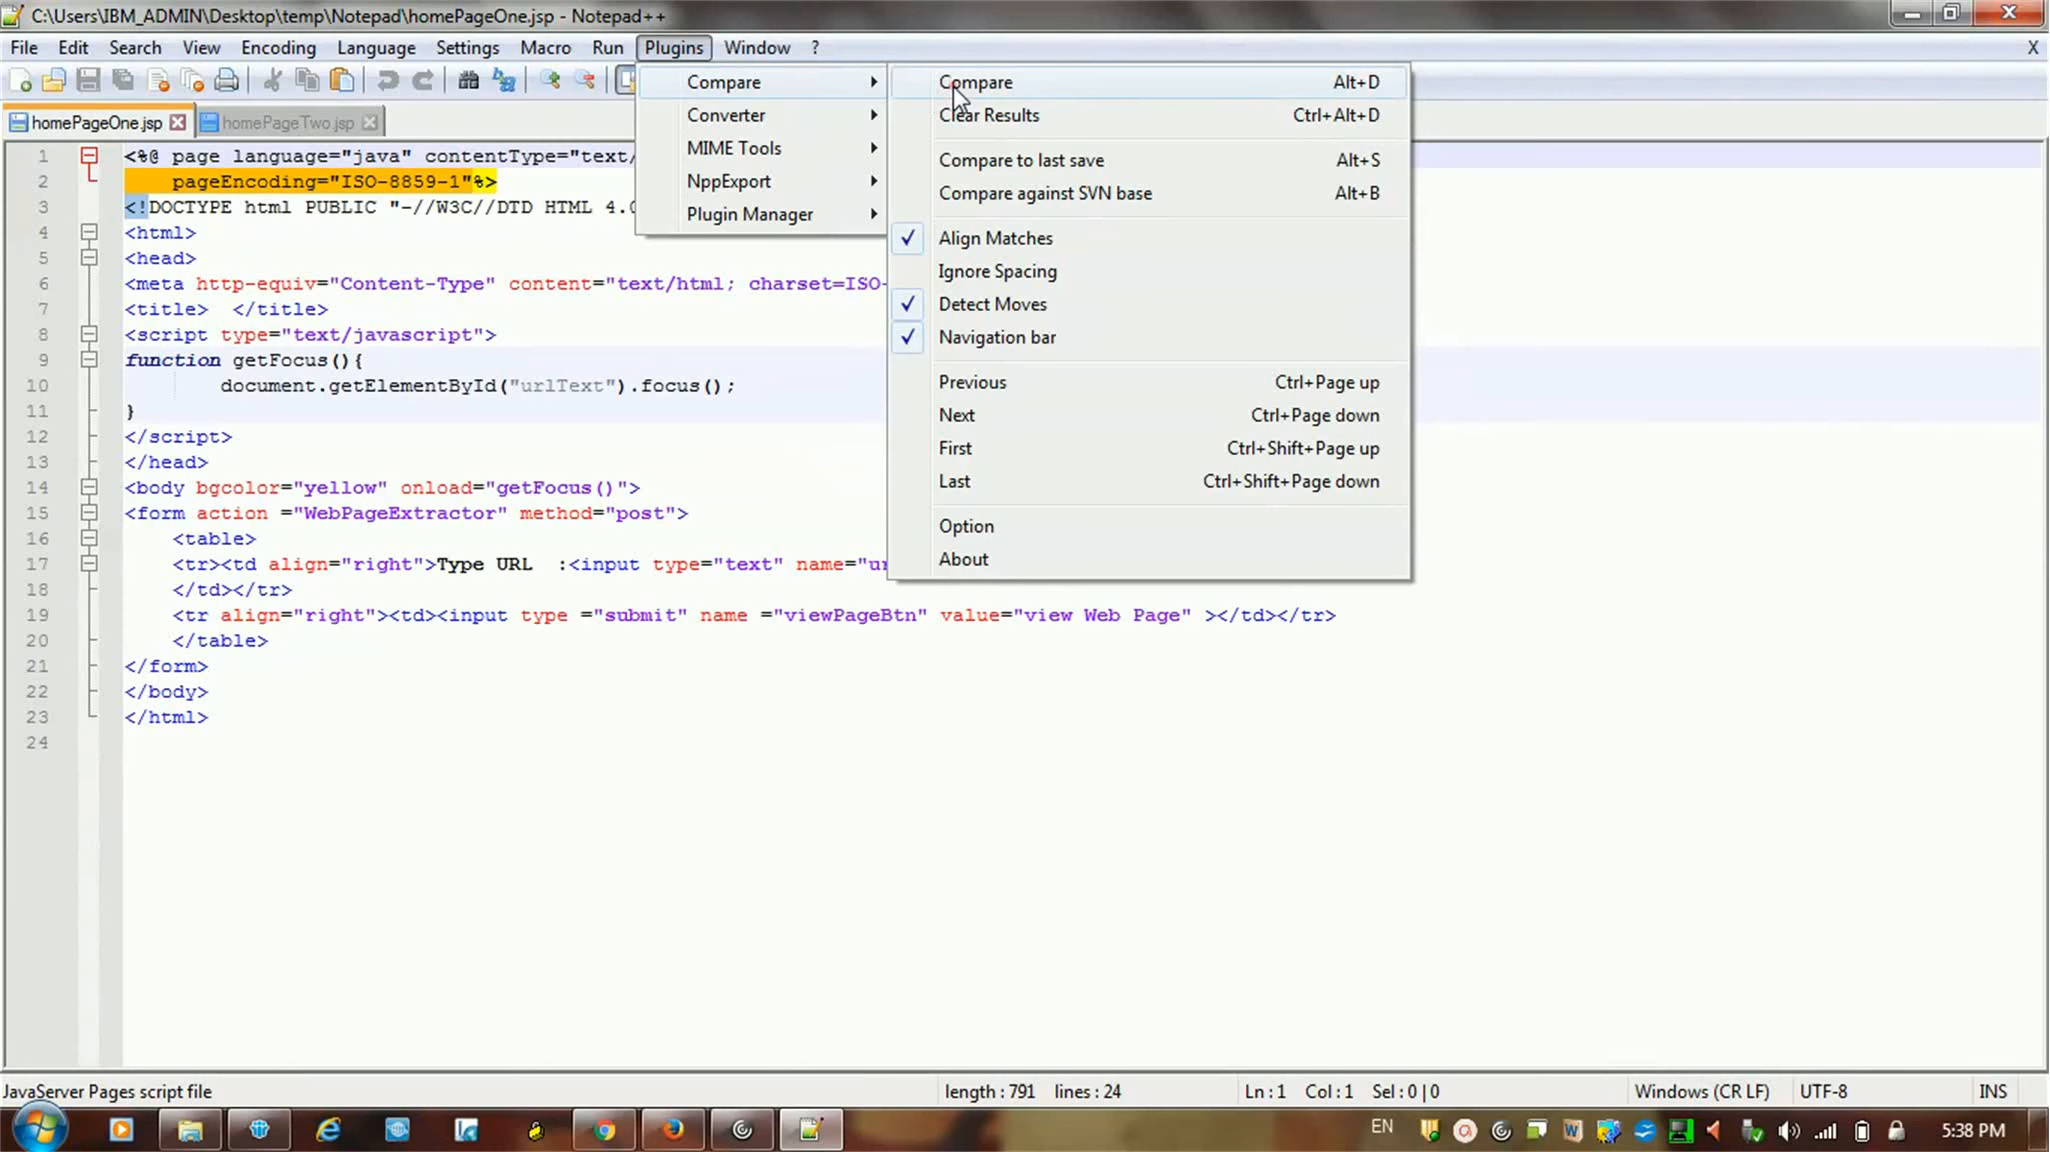 C:\Users\IBM_ADMIN\Desktop\temp\Notepad\homePageOne.jsp - Notepad++
File Edit Search View Encoding Language Settings Macro Run Plugins Window ? X
homePageOne.jsp homePageTwo.jsp
Compare
Converter
MIME Tools
NppExport
Plugin Manager
Compare Alt+D
Clear Results Ctrl+Alt+D
Compare to last save Alt+S
Compare against SVN base Alt+B
Align Matches
Ignore Spacing
Detect Moves
Navigation bar
Previous Ctrl+Page up
Next Ctrl+Page down
First Ctrl+Shift+Page up
Last Ctrl+Shift+Page down
Option
About
1 <%@ page language="java" contentType="text/
2 pageEncoding="ISO-8859-1"%>
3 <!DOCTYPE html PUBLIC "-//W3C//DTD HTML 4.0
4 <html>
5 <head>
6 <meta http-equiv="Content-Type" content="text/html; charset=ISO-
7 <title> </title>
8 <script type="text/javascript">
9 function getFocus(){
10 document.getElementById("urlText").focus();
11 }
12 </script>
13 </head>
14 <body bgcolor="yellow" onload="getFocus()">
15 <form action ="WebPageExtractor" method="post">
16 <table>
17 <tr><td align="right">Type URL :<input type="text" name="ur
18 </td></tr>
19 <tr align="right"><td><input type ="submit" name ="viewPageBtn" value="view Web Page" ></td></tr>
20 </table>
21 </form>
22 </body>
23 </html>
24
JavaServer Pages script file length : 791 lines : 24 Ln : 1 Col : 1 Sel : 0 | 0 Windows (CR LF) UTF-8 INS
EN 5:38 PM